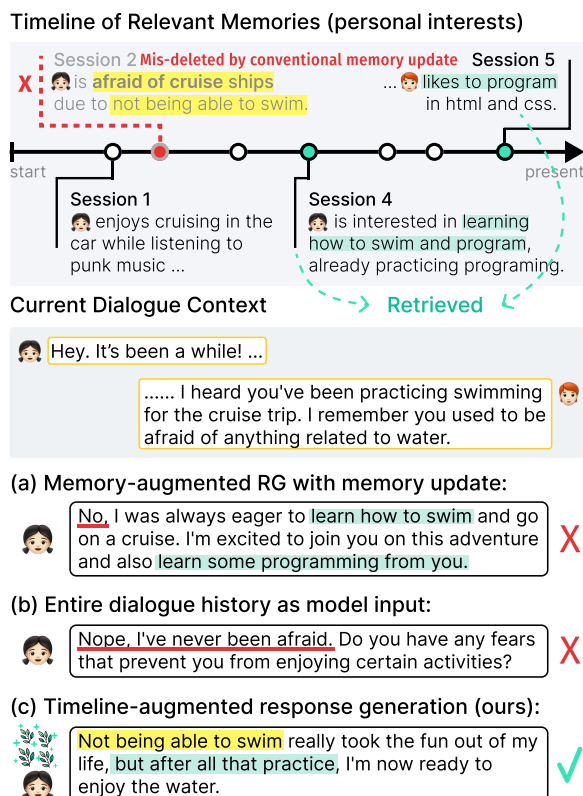 Timeline of Relevant Memories (personal interests)
Session 2 Mis-deleted by conventional memory update
X
is afraid of cruise ships
due to not being able to swim.
Session 5
... likes to program
in html and css.
start
present
Session 1
enjoys cruising in the
car while listening to
punk music ...
Session 4
is interested in learning
how to swim and program,
already practicing programing.
Current Dialogue Context
Retrieved
Hey. It's been a while! ...
...... I heard you've been practicing swimming
for the cruise trip. I remember you used to be
afraid of anything related to water.
(a) Memory-augmented RG with memory update:
No, I was always eager to learn how to swim and go
on a cruise. I'm excited to join you on this adventure
and also learn some programming from you.
X
(b) Entire dialogue history as model input:
Nope, I've never been afraid. Do you have any fears
that prevent you from enjoying certain activities?
X
(c) Timeline-augmented response generation (ours):
Not being able to swim really took the fun out of my
life, but after all that practice, I'm now ready to
enjoy the water.